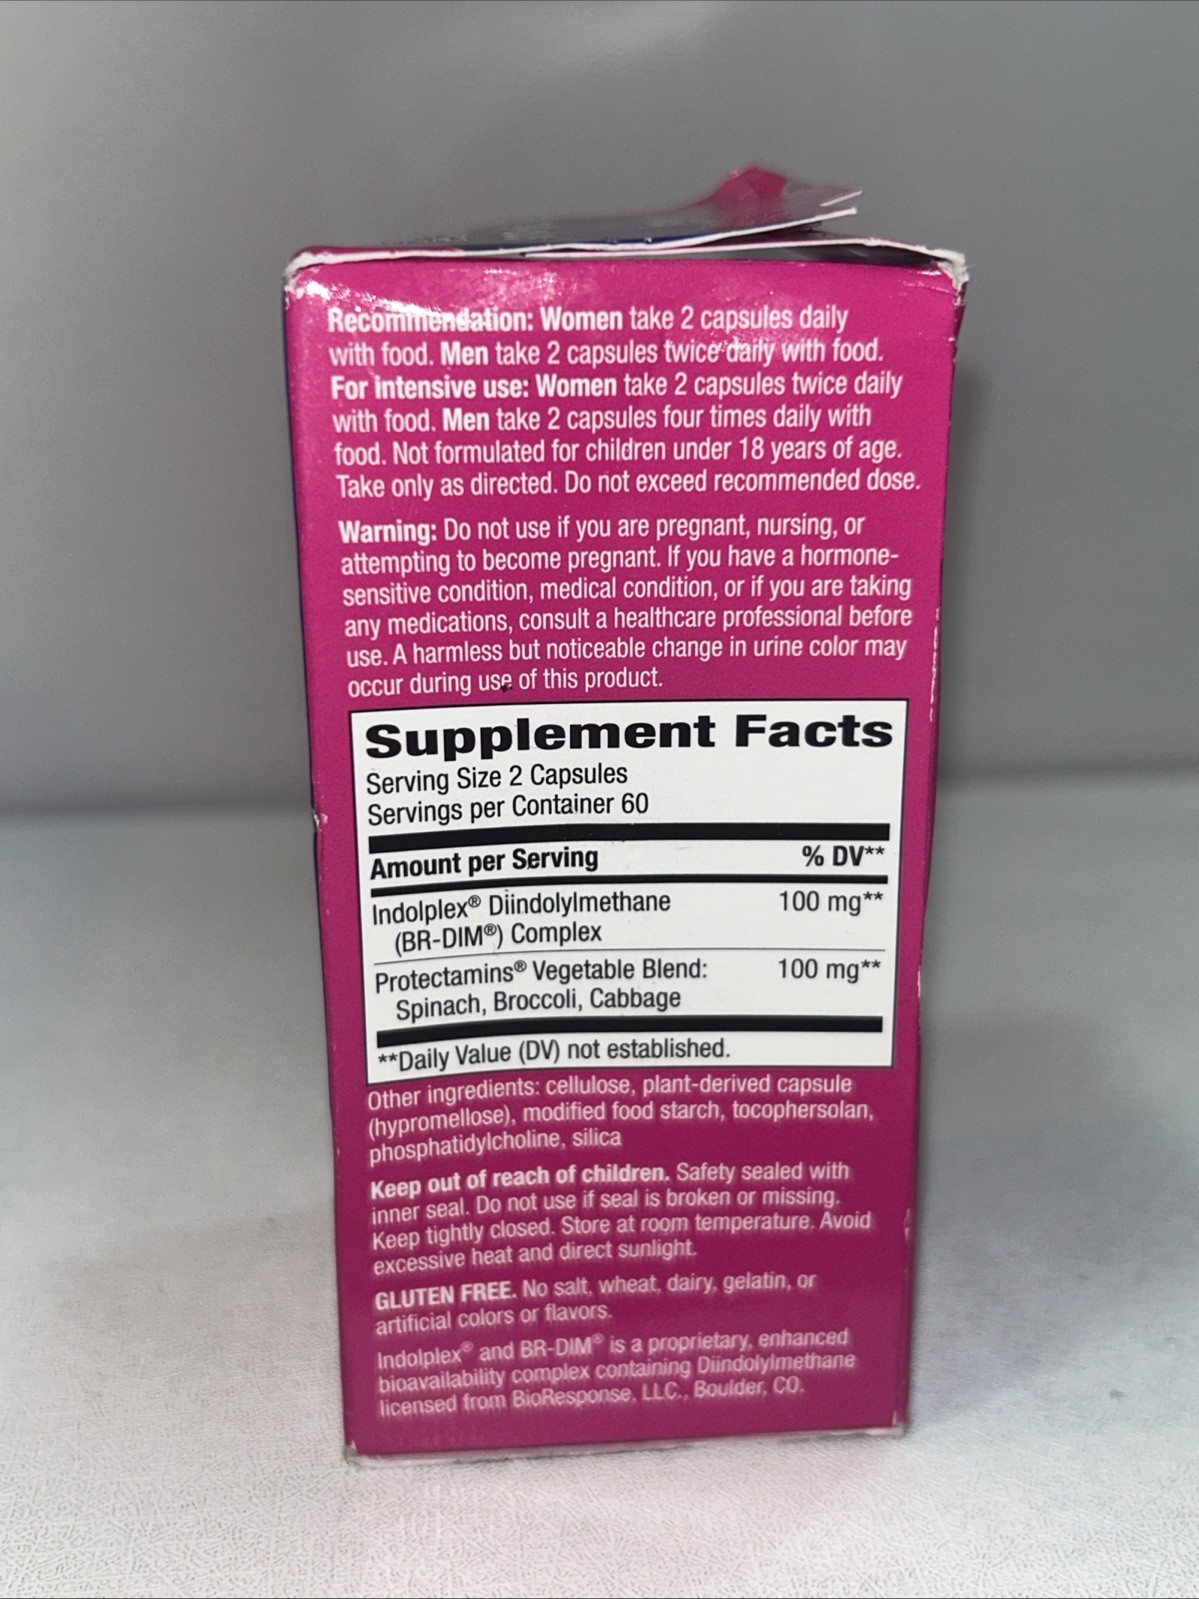 Recommendation: Women take 2 capsules daily
with food. Men take 2 capsules twice daily with food.
For intensive use: Women take 2 capsules twice daily
with food. Men take 2 capsules four times daily with
food. Not formulated for children under 18 years of age.
Take only as directed. Do not exceed recommended dose.
Warning: Do not use if you are pregnant, nursing, or
attempting to become pregnant. If you have a hormone-
sensitive condition, medical condition, or if you are taking
any medications, consult a healthcare professional before
use. A harmless but noticeable change in urine color may
occur during use of this product.
Supplement Facts
Serving Size 2 Capsules
Servings per Container 60
Amount per Serving % DV**
Indolplex® Diindolylmethane 100 mg**
(BR-DIM®) Complex
Protectamins® Vegetable Blend: 100 mg**
Spinach, Broccoli, Cabbage
**Daily Value (DV) not established.
Other ingredients: cellulose, plant-derived capsule
(hypromellose), modified food starch, tocophersolan,
phosphatidylcholine, silica
Keep out of reach of children. Safety sealed with
inner seal. Do not use if seal is broken or missing.
Keep tightly closed. Store at room temperature. Avoid
excessive heat and direct sunlight.
GLUTEN FREE. No salt, wheat, dairy, gelatin, or
artificial colors or flavors.
Indolplex® and BR-DIM® is a proprietary, enhanced
bioavailability complex containing Diindolylmethane
licensed from BioResponse, LLC., Boulder, CO.